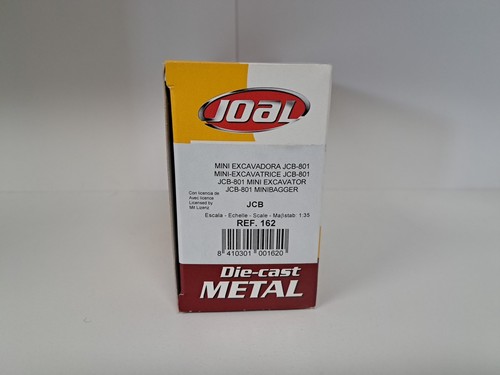 JOAL
MINI EXCAVADORA JCB-801
MINI-EXCAVATRICE JCB-801
JCB-801 MINI EXCAVATOR
JCB-801 MINIBAGGER
Con licencia de
Avec licence
Licensed by
Mit Lizenz
JCB
Escala - Echelle - Scale - Maβstab: 1:35
REF. 162
8 410301 001620
Die-cast
METAL